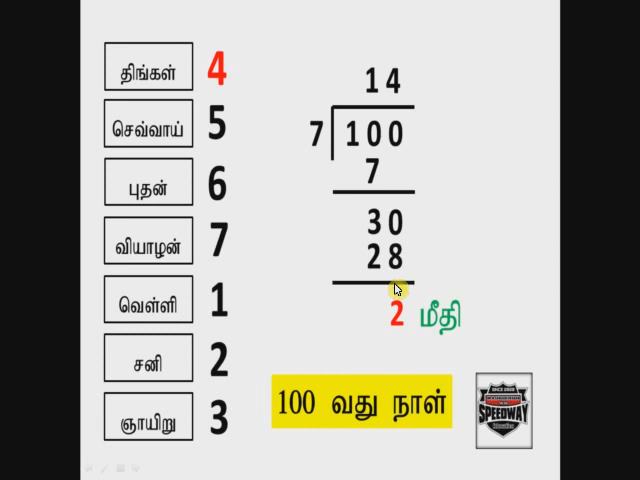 திங்கள் 4
செவ்வாய் 5
புதன் 6
வியாழன் 7
வெள்ளி 1
சனி 2
ஞாயிறு 3
14
7 100
7
30
28
2 மீதி
100 வது நாள்
SPEEDWAY